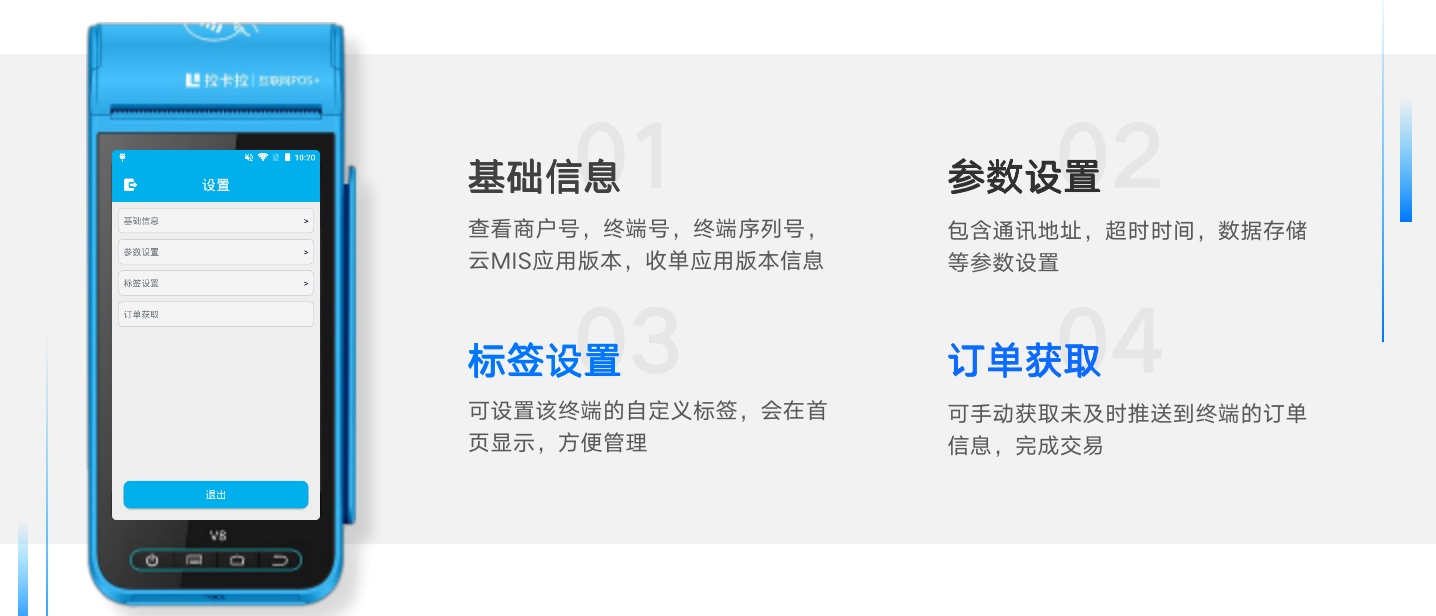 拉卡拉 | 互联网POS+
10:20
设置
基础信息 >
参数设置 >
标签设置 >
订单获取
退出
V8
01
基础信息
查看商户号，终端号，终端序列号，
云MIS应用版本，收单应用版本信息
02
参数设置
包含通讯地址，超时时间，数据存储
等参数设置
03
标签设置
可设置该终端的自定义标签，会在首
页显示，方便管理
04
订单获取
可手动获取未及时推送到终端的订单
信息，完成交易